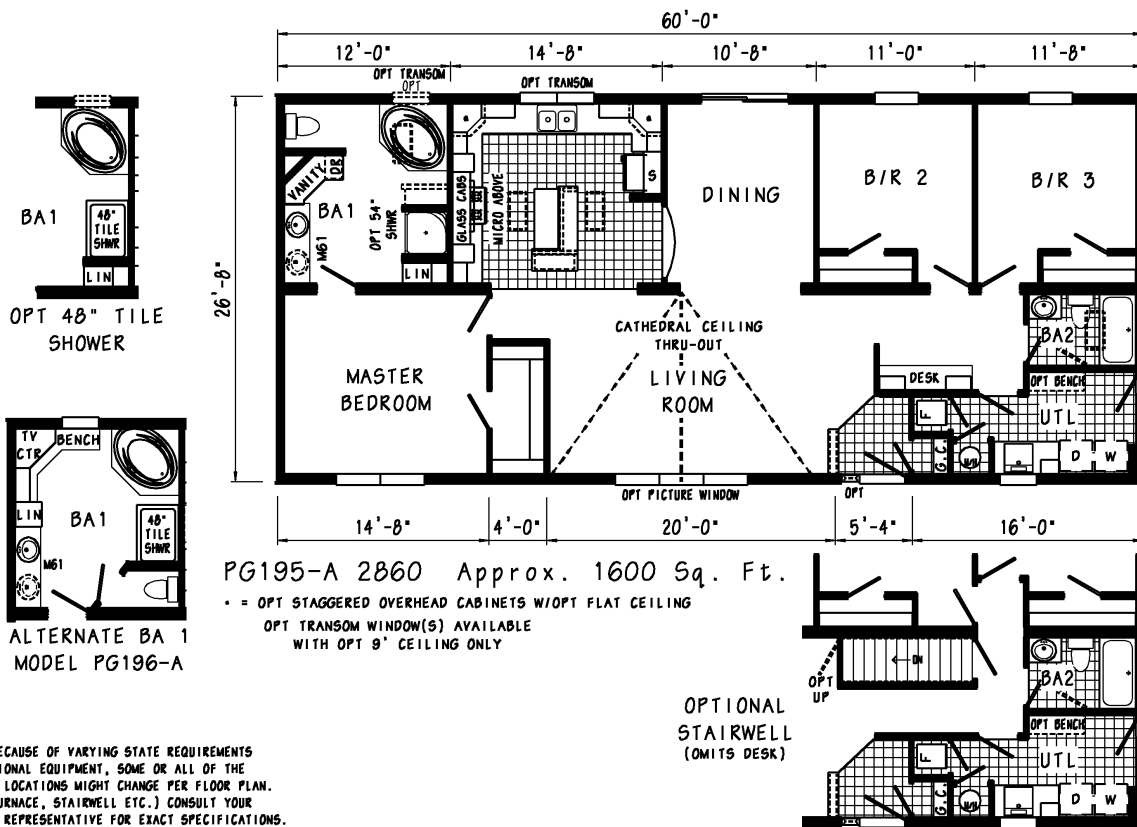 60'-0"
12'-0"
14'-8"
10'-8"
11'-0"
11'-8"
OPT TRANSOM
OPT
OPT TRANSOM
26'-8"
BA1
48"
TILE
SHWR
LIN
OPT 48" TILE
SHOWER
VANITY
DR
BA1
M61
OPT 54"
SHWR
LIN
GLASS CABS
MICRO ABOVE
S
DINING
B/R 2
B/R 3
CATHEDRAL CEILING
THRU-OUT
MASTER
BEDROOM
LIVING
ROOM
DESK
BA2
OPT BENCH
UTL
F
G.C.
W/H
D
W
OPT PICTURE WINDOW
OPT
14'-8"
4'-0"
20'-0"
5'-4"
16'-0"
TV
CTR
BENCH
LIN
BA1
48"
TILE
SHWR
M61
ALTERNATE BA 1
MODEL PG196-A
PG195-A 2860 Approx. 1600 Sq. Ft.
* = OPT STAGGERED OVERHEAD CABINETS W/OPT FLAT CEILING
OPT TRANSOM WINDOW(S) AVAILABLE
WITH OPT 9' CEILING ONLY
OPTIONAL
STAIRWELL
(OMITS DESK)
OPT
UP
DN
BA2
OPT BENCH
UTL
F
G.C.
W/H
D
W
ECAUSE OF VARYING STATE REQUIREMENTS
IONAL EQUIPMENT, SOME OR ALL OF THE
LOCATIONS MIGHT CHANGE PER FLOOR PLAN.
URNACE, STAIRWELL ETC.) CONSULT YOUR
REPRESENTATIVE FOR EXACT SPECIFICATIONS.